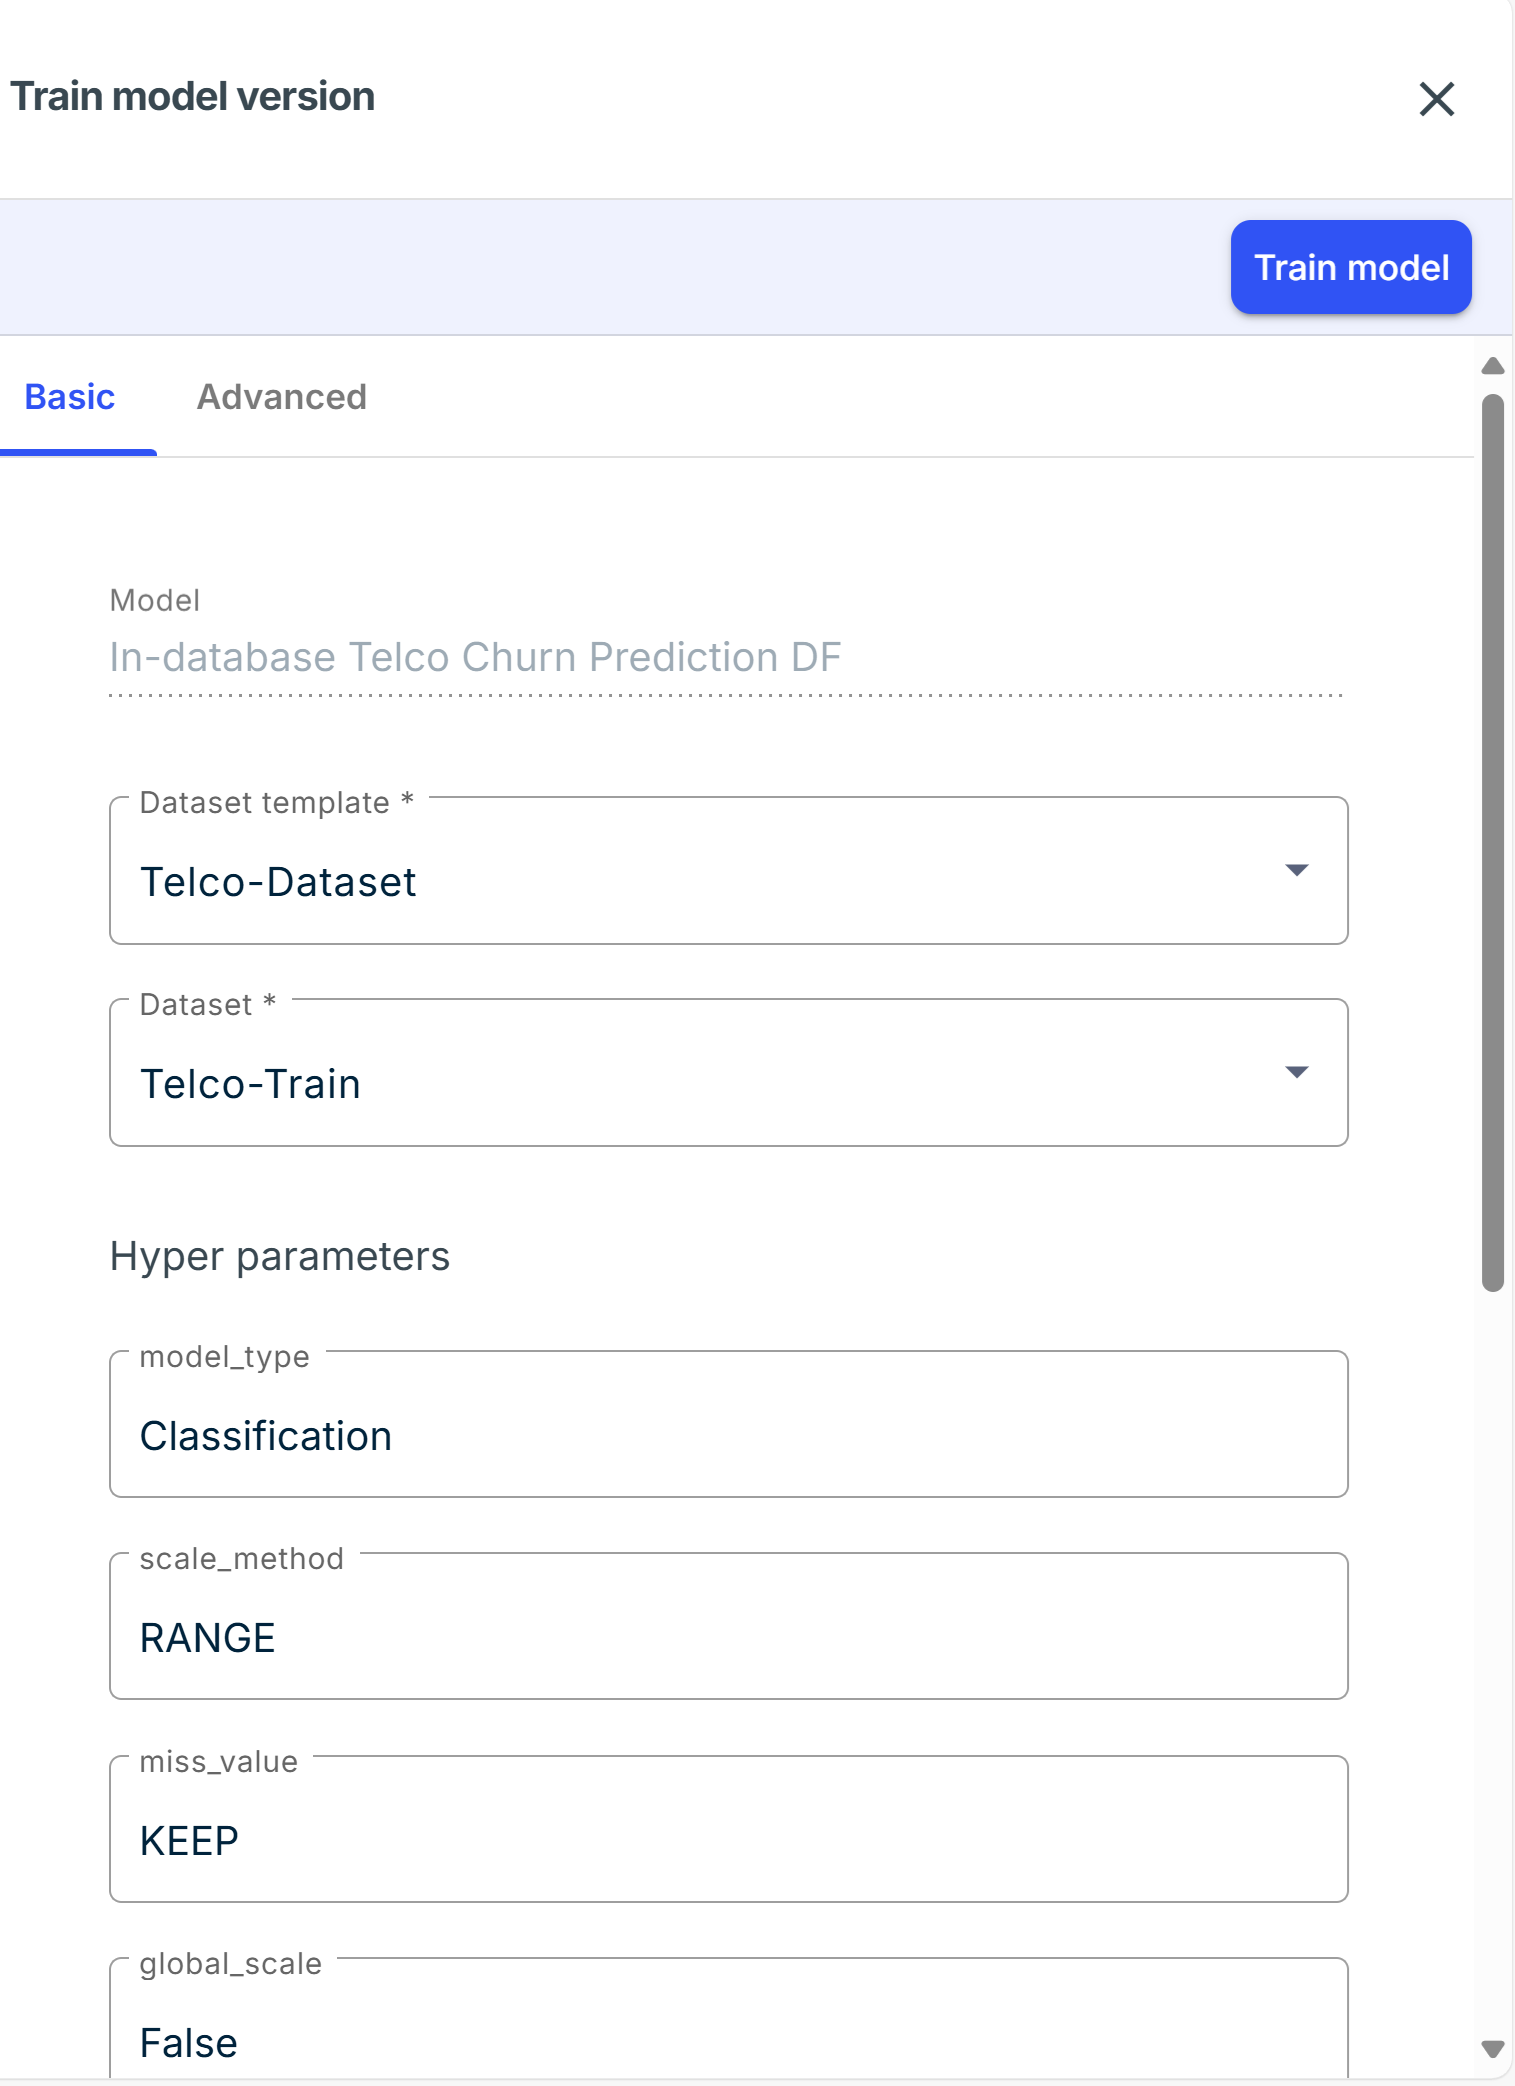 Train model version
Train model
Basic
Advanced
Model
In-database Telco Churn Prediction DF
Dataset template *
Telco-Dataset
Dataset *
Telco-Train
Hyper parameters
model_type
Classification
scale_method
RANGE
miss_value
KEEP
global_scale
False